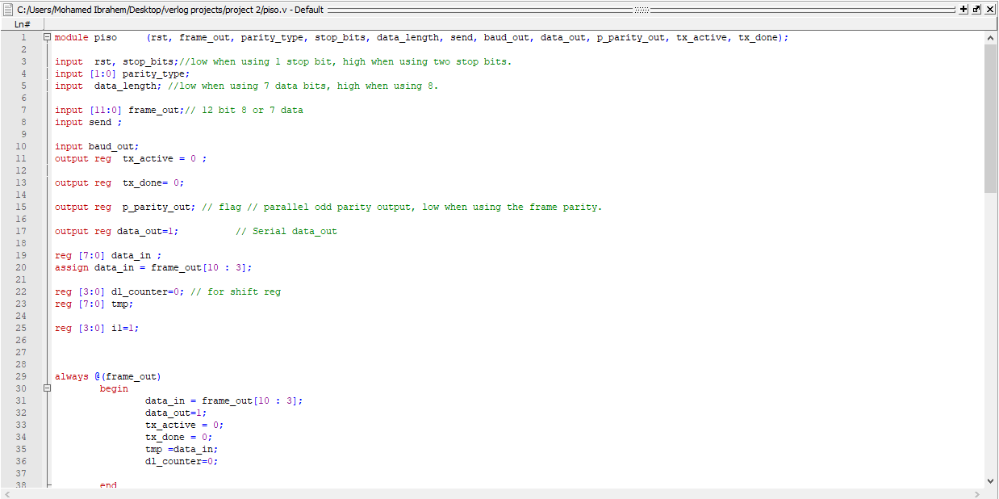 C:/Users/Mohamed Ibrahem/Desktop/verlog projects/project 2/piso.v - Default
Ln#
1 module piso     (rst, frame_out, parity_type, stop_bits, data_length, send, baud_out, data_out, p_parity_out, tx_active, tx_done);
2
3 input  rst, stop_bits;//low when using 1 stop bit, high when using two stop bits.
4 input [1:0] parity_type;
5 input  data_length; //low when using 7 data bits, high when using 8.
6
7 input [11:0] frame_out;// 12 bit 8 or 7 data
8 input send ;
9
10 input baud_out;
11 output reg  tx_active = 0 ;
12
13 output reg  tx_done= 0;
14
15 output reg  p_parity_out; // flag // parallel odd parity output, low when using the frame parity.
16
17 output reg data_out=1;          // Serial data_out
18
19 reg [7:0] data_in ;
20 assign data_in = frame_out[10 : 3];
21
22 reg [3:0] dl_counter=0; // for shift reg
23 reg [7:0] tmp;
24
25 reg [3:0] i1=1;
26
27
28
29 always @(frame_out)
30         begin
31                 data_in = frame_out[10 : 3];
32                 data_out=1;
33                 tx_active = 0;
34                 tx_done = 0;
35                 tmp =data_in;
36                 dl_counter=0;
37
38         end